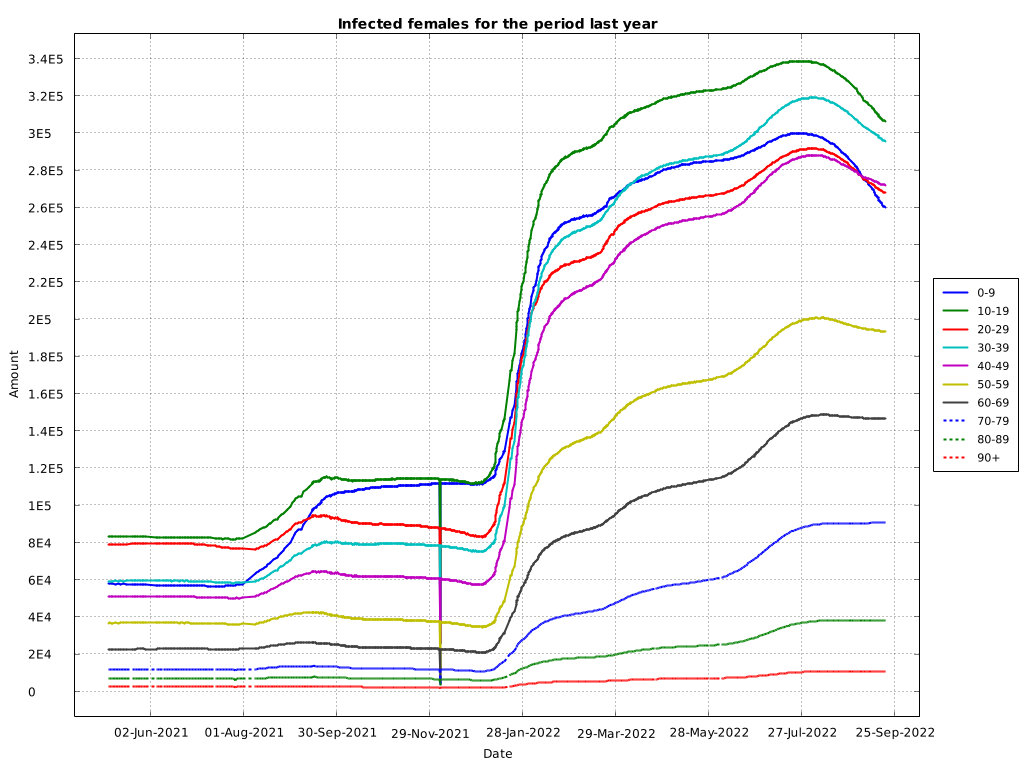 Infected females for the period last year
Amount
3.4E5
3.2E5
3E5
2.8E5
2.6E5
2.4E5
2.2E5
2E5
1.8E5
1.6E5
1.4E5
1.2E5
1E5
8E4
6E4
4E4
2E4
0
02-Jun-2021
01-Aug-2021
30-Sep-2021
29-Nov-2021
28-Jan-2022
29-Mar-2022
28-May-2022
27-Jul-2022
25-Sep-2022
Date
0-9
10-19
20-29
30-39
40-49
50-59
60-69
70-79
80-89
90+